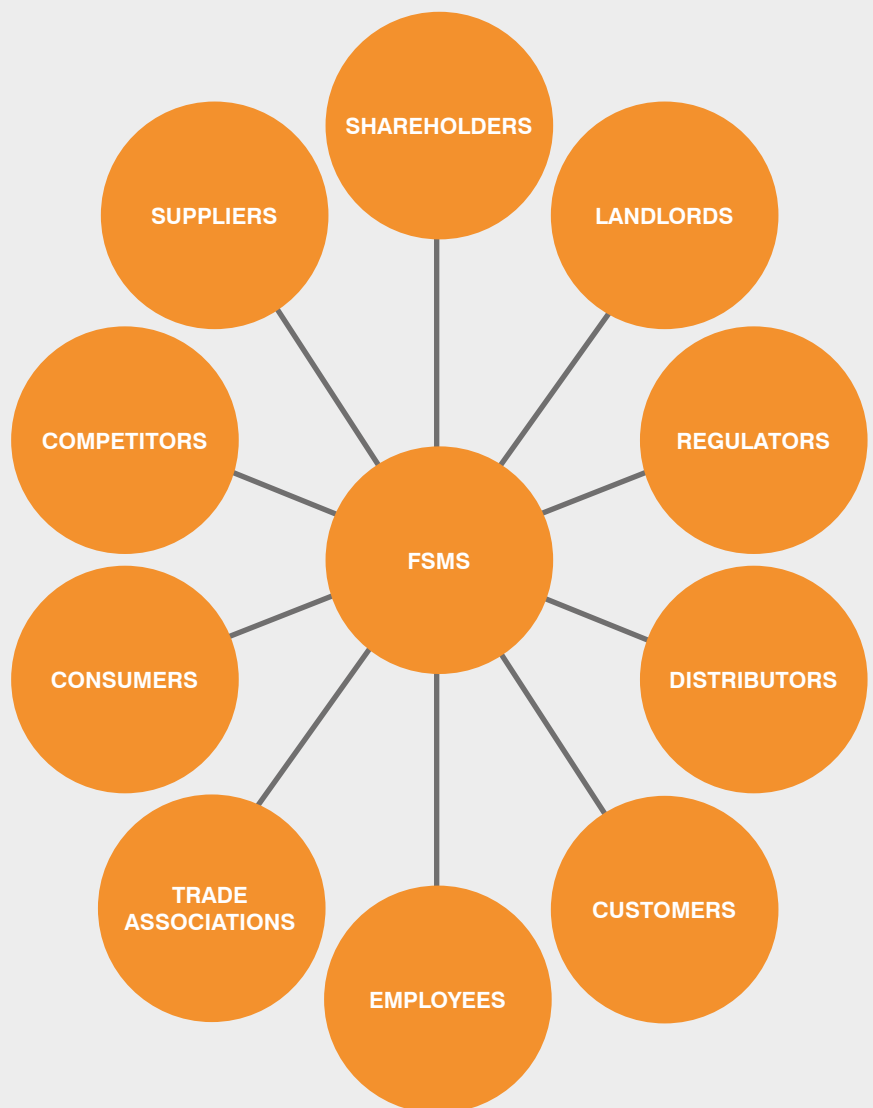 SHAREHOLDERS
SUPPLIERS
LANDLORDS
COMPETITORS
REGULATORS
FSMS
CONSUMERS
DISTRIBUTORS
TRADE
ASSOCIATIONS
CUSTOMERS
EMPLOYEES